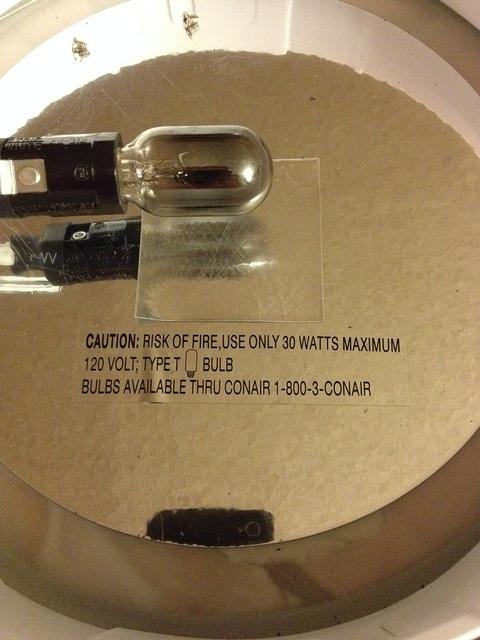 CAUTION: RISK OF FIRE,USE ONLY 30 WATTS MAXIMUM
120 VOLT; TYPE T BULB
BULBS AVAILABLE THRU CONAIR 1-800-3-CONAIR